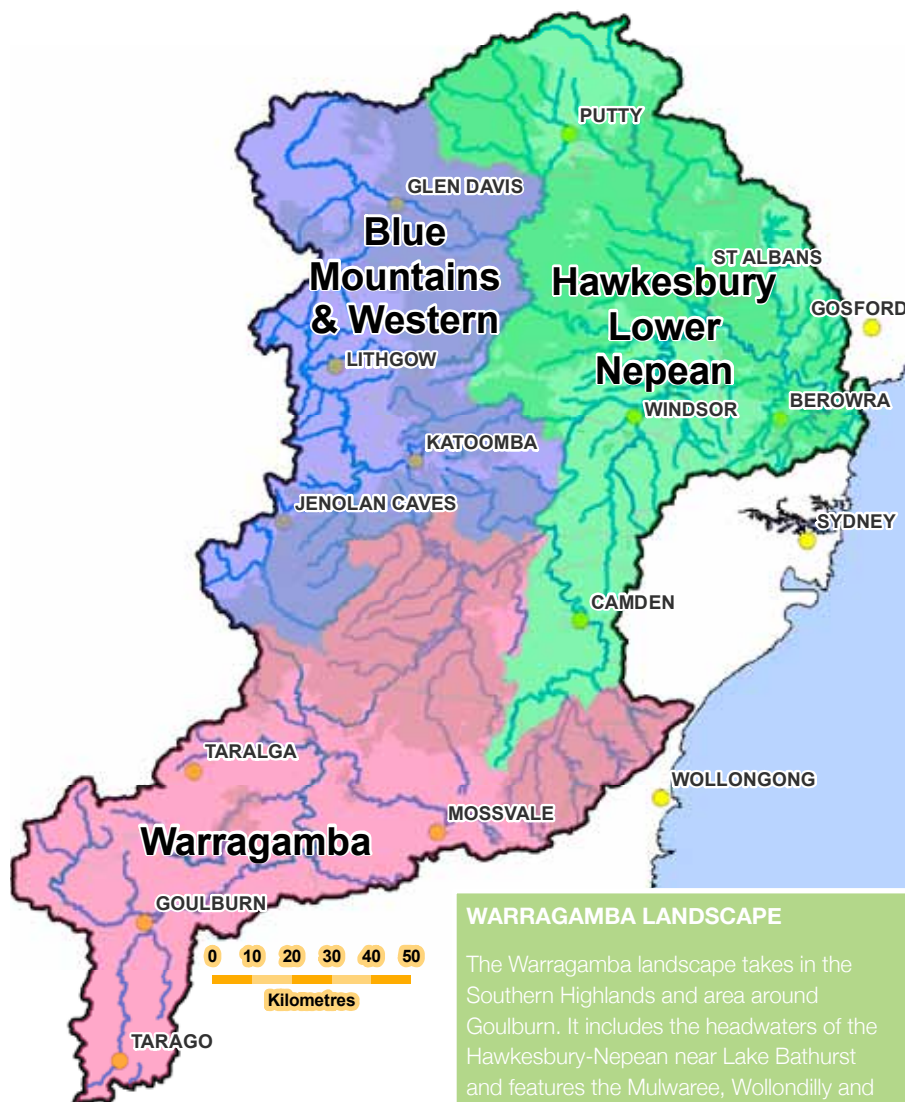 PUTTY
GLEN DAVIS
Blue
Mountains
& Western
ST ALBANS
Hawkesbury
Lower
Nepean
GOSFORD
LITHGOW
WINDSOR
BEROWRA
KATOOMBA
JENOLAN CAVES
SYDNEY
CAMDEN
TARALGA
WOLLONGONG
MOSSVALE
Warragamba
GOULBURN
0 10 20 30 40 50
Kilometres
TARAGO
WARRAGAMBA LANDSCAPE
The Warragamba landscape takes in the
Southern Highlands and area around
Goulburn. It includes the headwaters of the
Hawkesbury-Nepean near Lake Bathurst
and features the Mulwaree, Wollondilly and